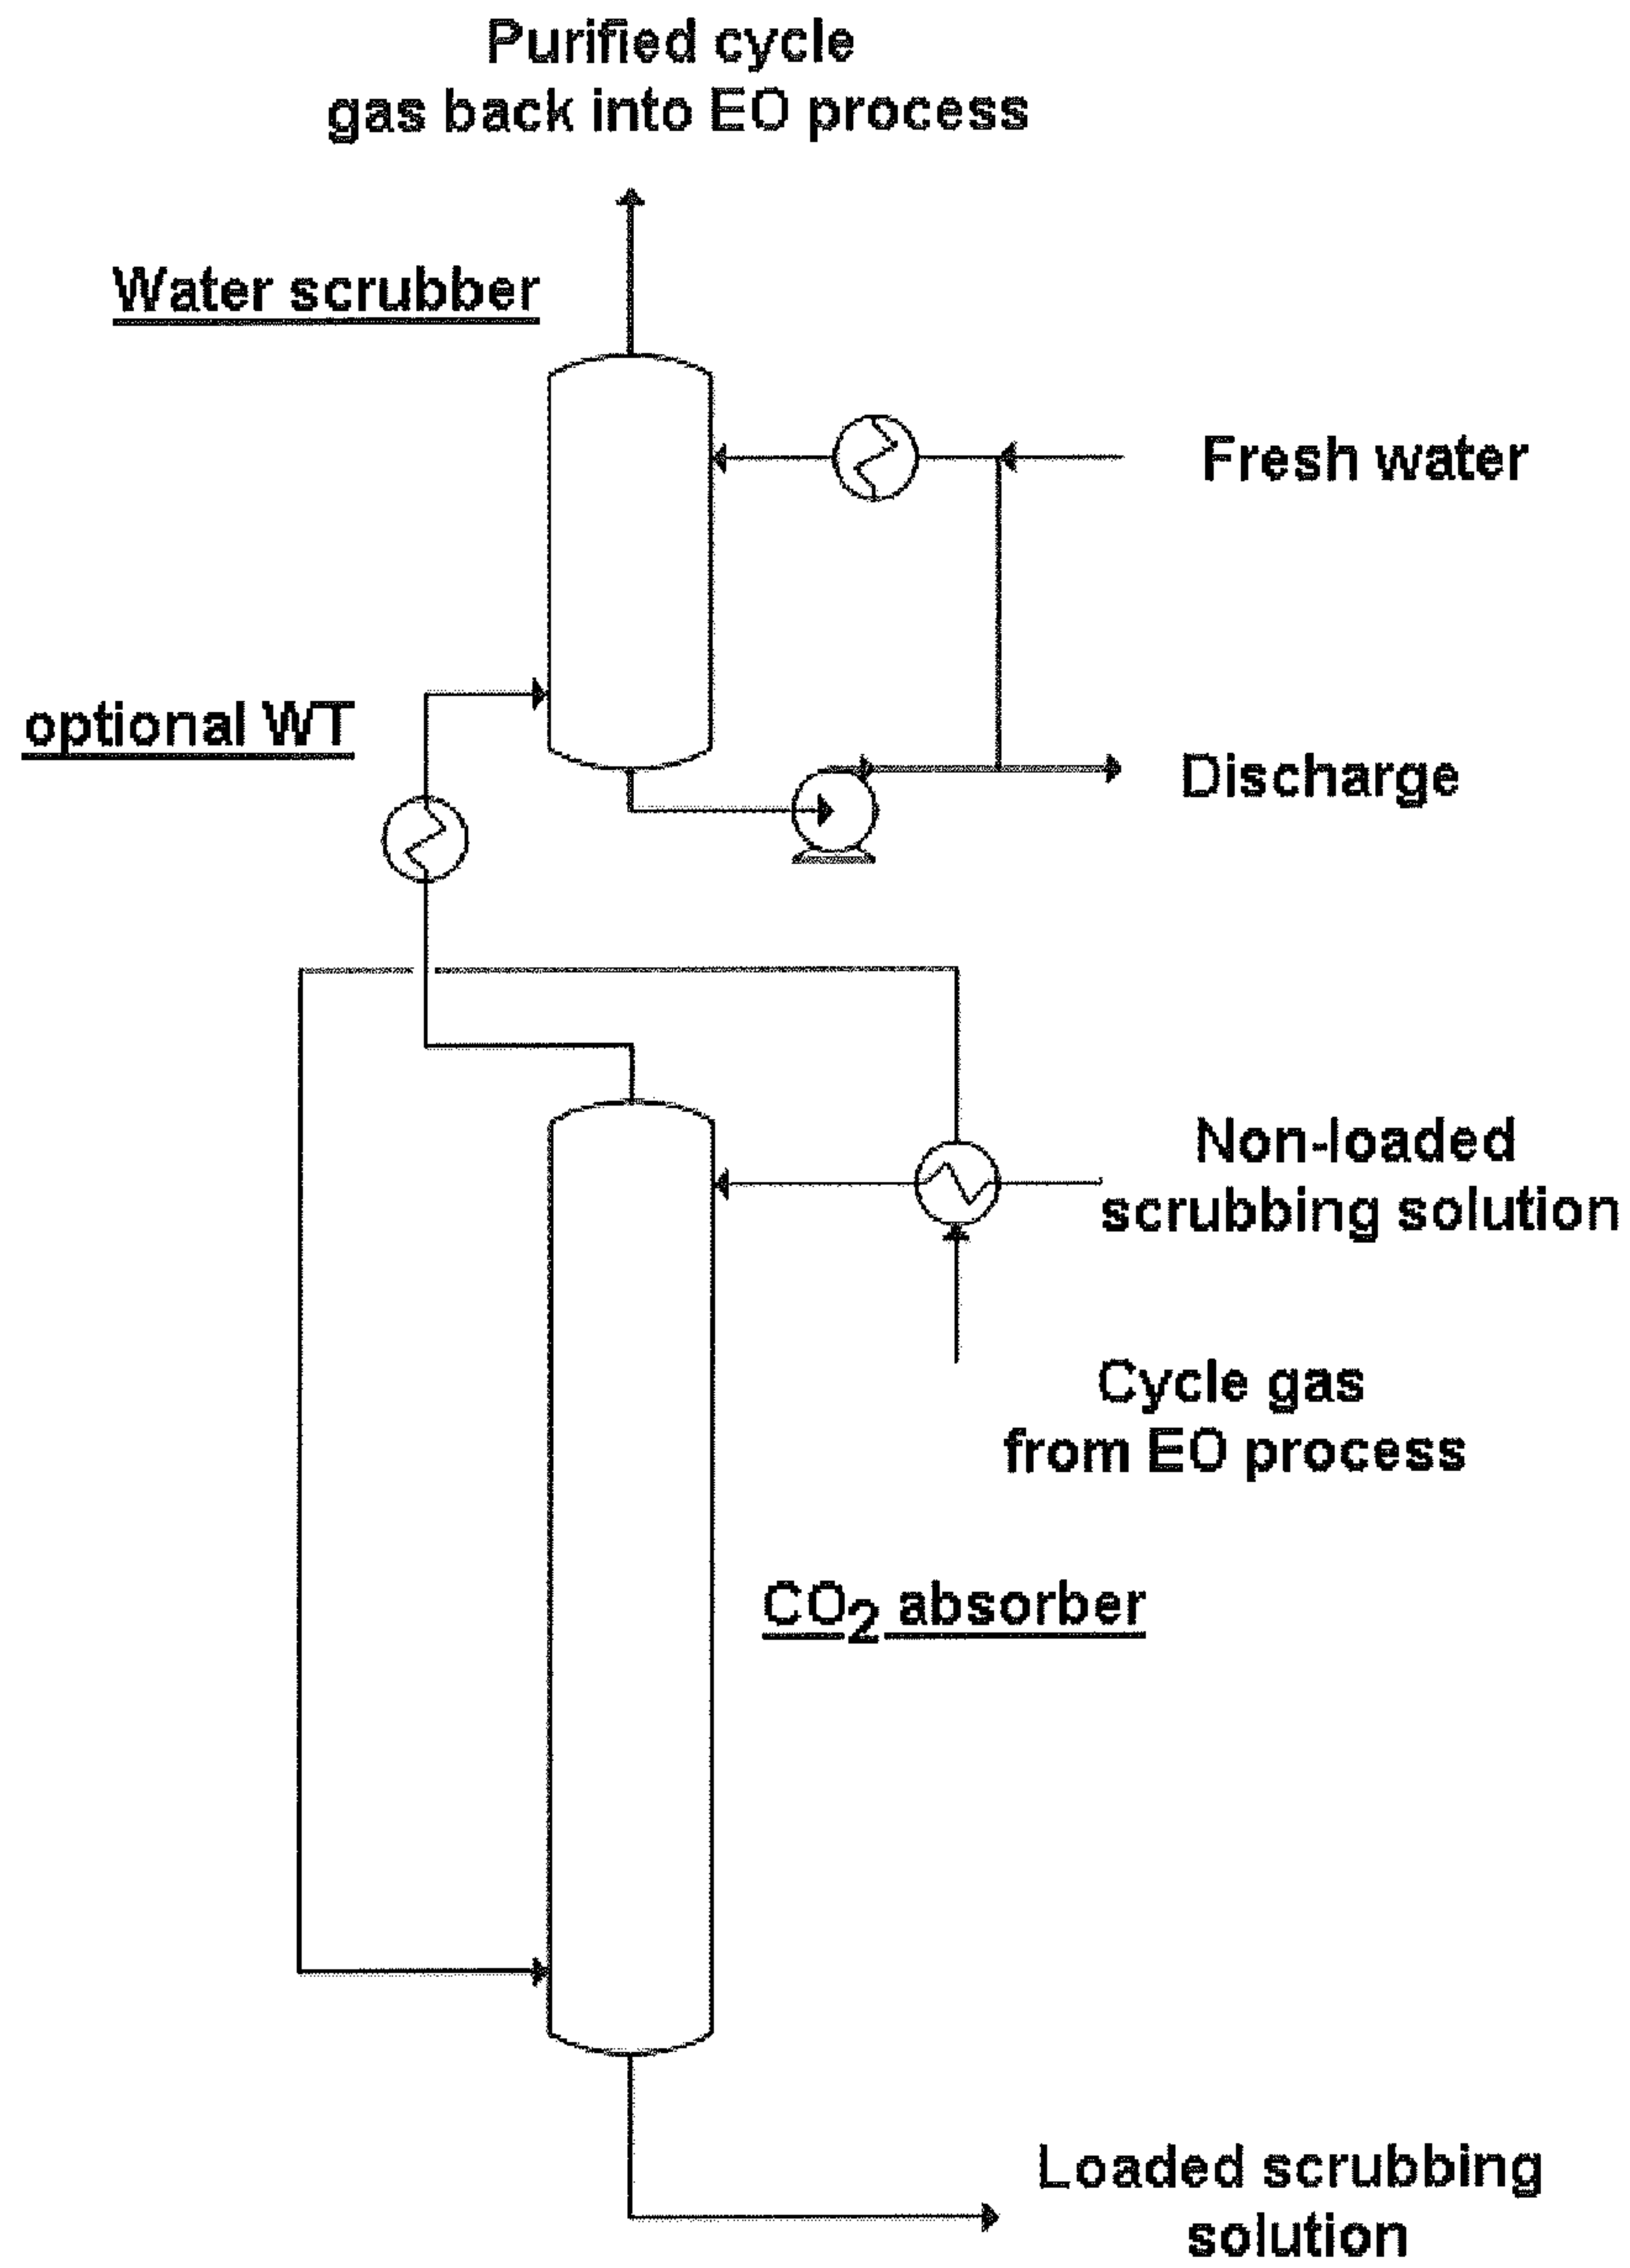 Purified cycle
gas back into EO process
Water scrubber
Fresh water
optional WT
Discharge
Non-loaded
scrubbing solution
Cycle gas
from EO process
CO₂ absorber
Loaded scrubbing
solution